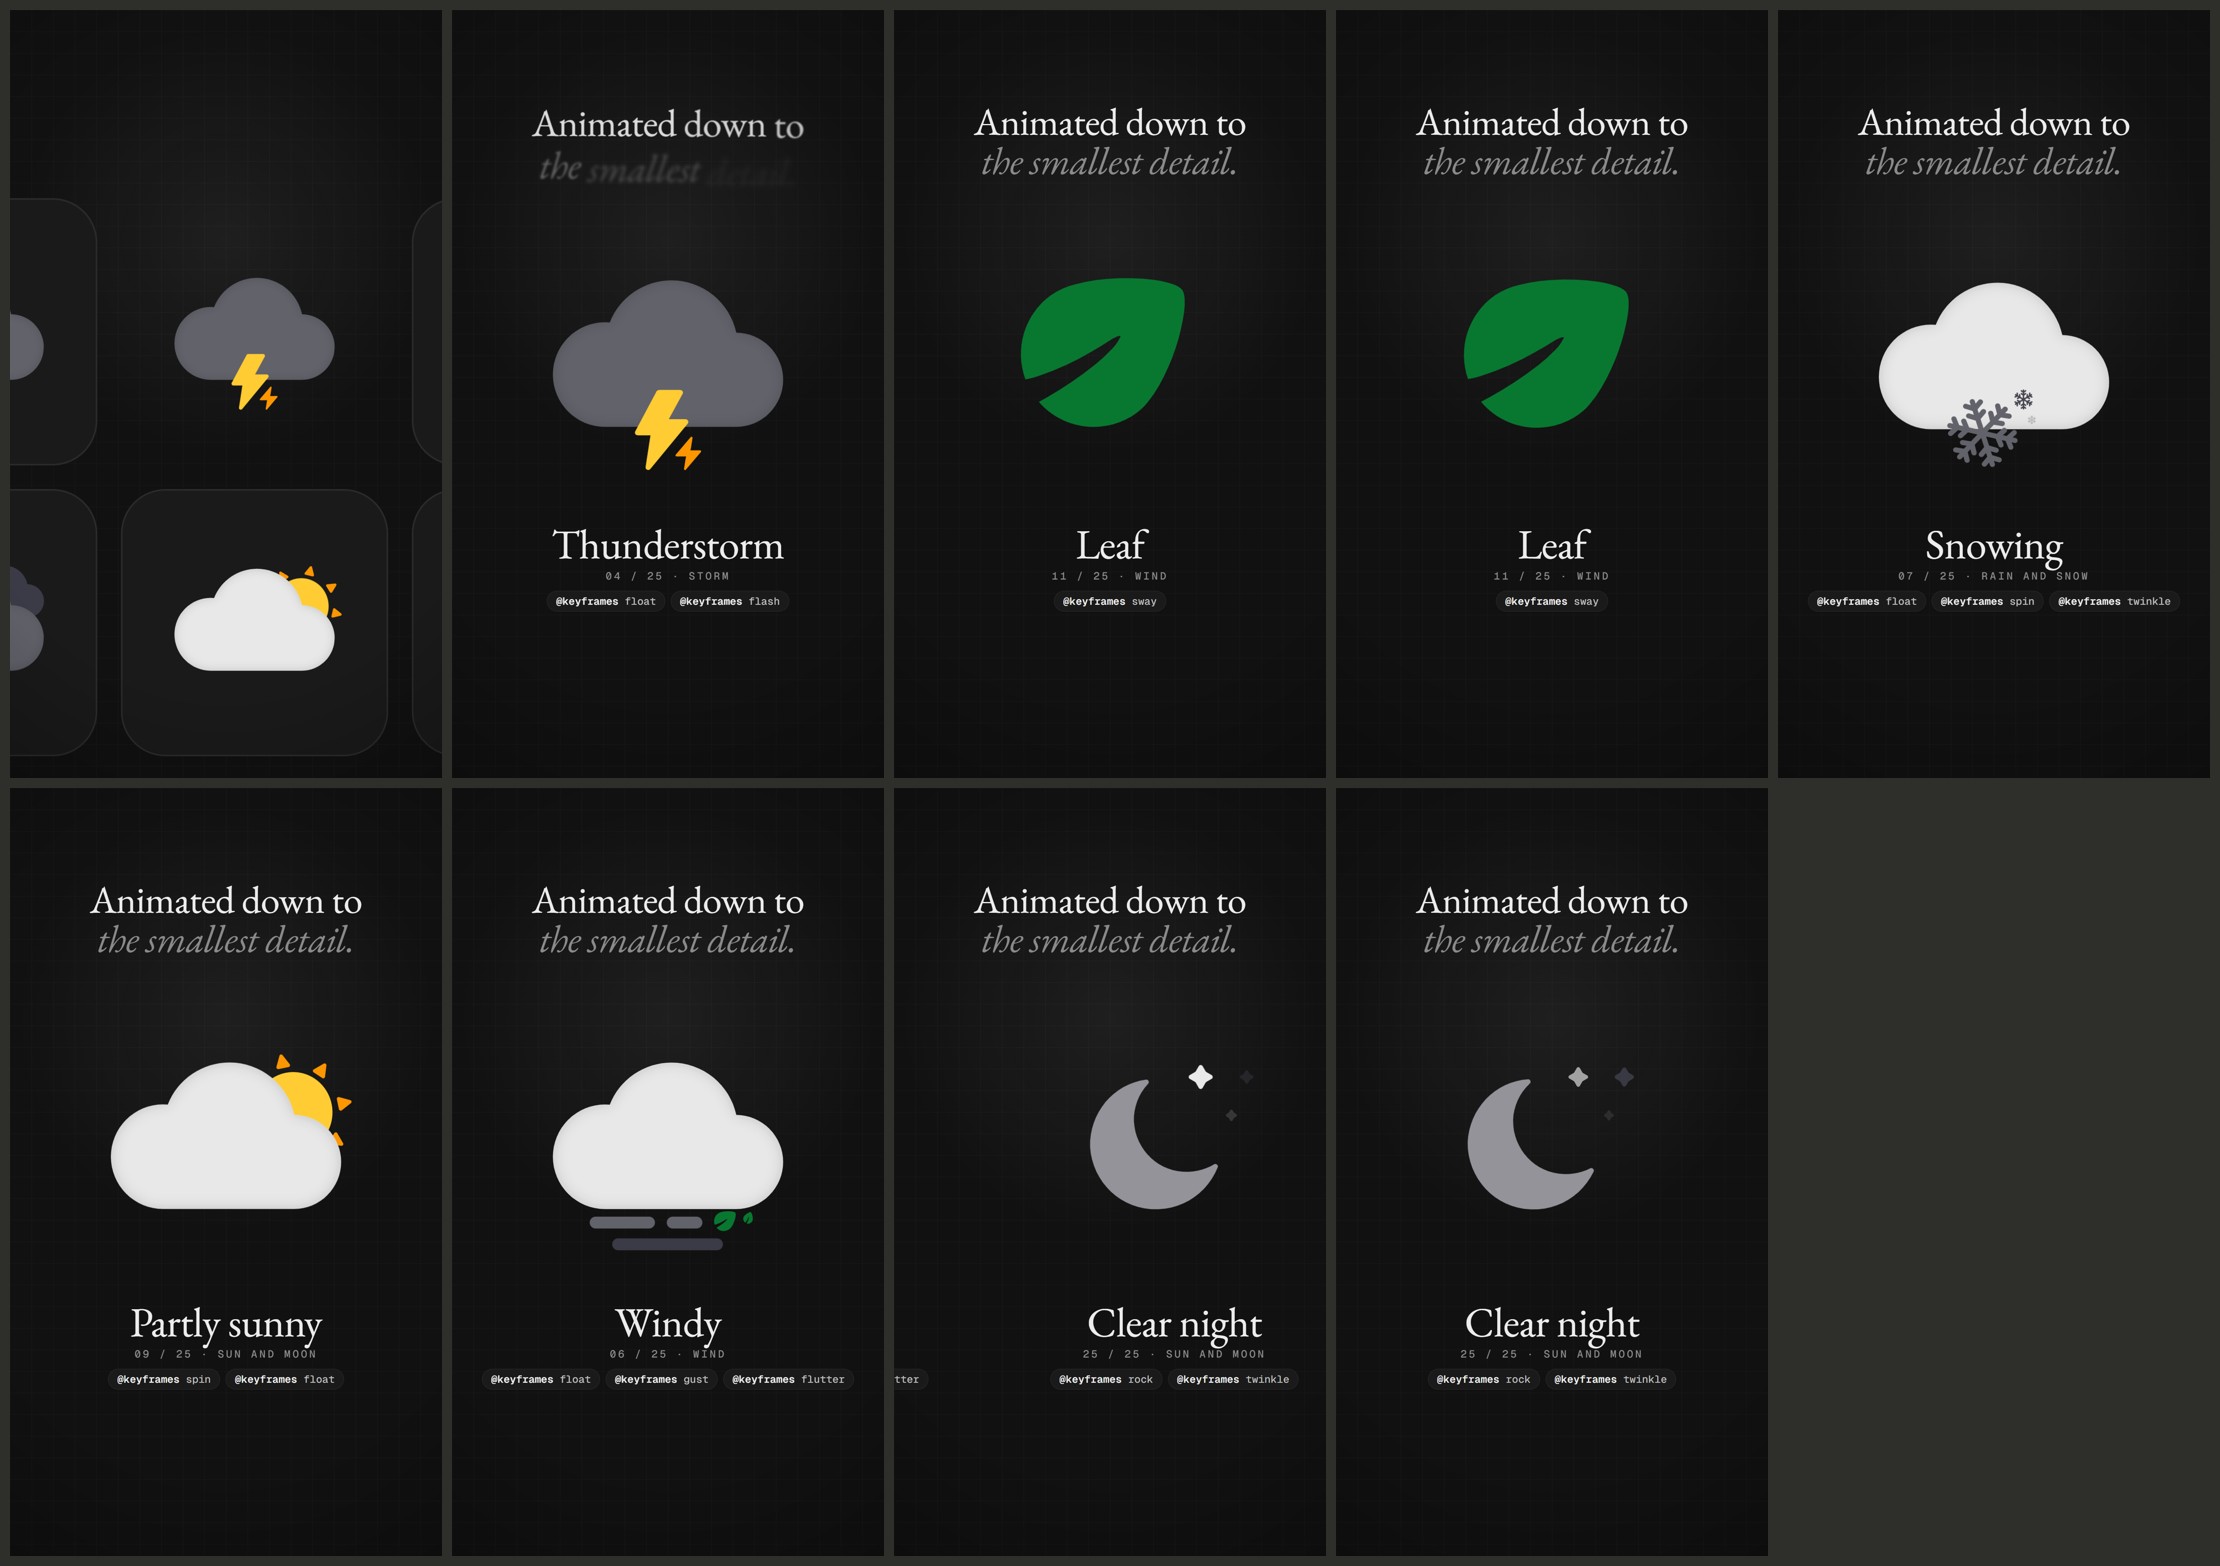 Animated down to
the smallest detail.
Thunderstorm
04 / 25 · STORM
@keyframes float @keyframes flash
Animated down to
the smallest detail.
Leaf
11 / 25 · WIND
@keyframes sway
Animated down to
the smallest detail.
Leaf
11 / 25 · WIND
@keyframes sway
Animated down to
the smallest detail.
Snowing
07 / 25 · RAIN AND SNOW
@keyframes float @keyframes spin @keyframes twinkle
Animated down to
the smallest detail.
Partly sunny
09 / 25 · SUN AND MOON
@keyframes spin @keyframes float
Animated down to
the smallest detail.
Windy
06 / 25 · WIND
@keyframes float @keyframes gust @keyframes flutter
Animated down to
the smallest detail.
Clear night
25 / 25 · SUN AND MOON
tter @keyframes rock @keyframes twinkle
Animated down to
the smallest detail.
Clear night
25 / 25 · SUN AND MOON
@keyframes rock @keyframes twinkle